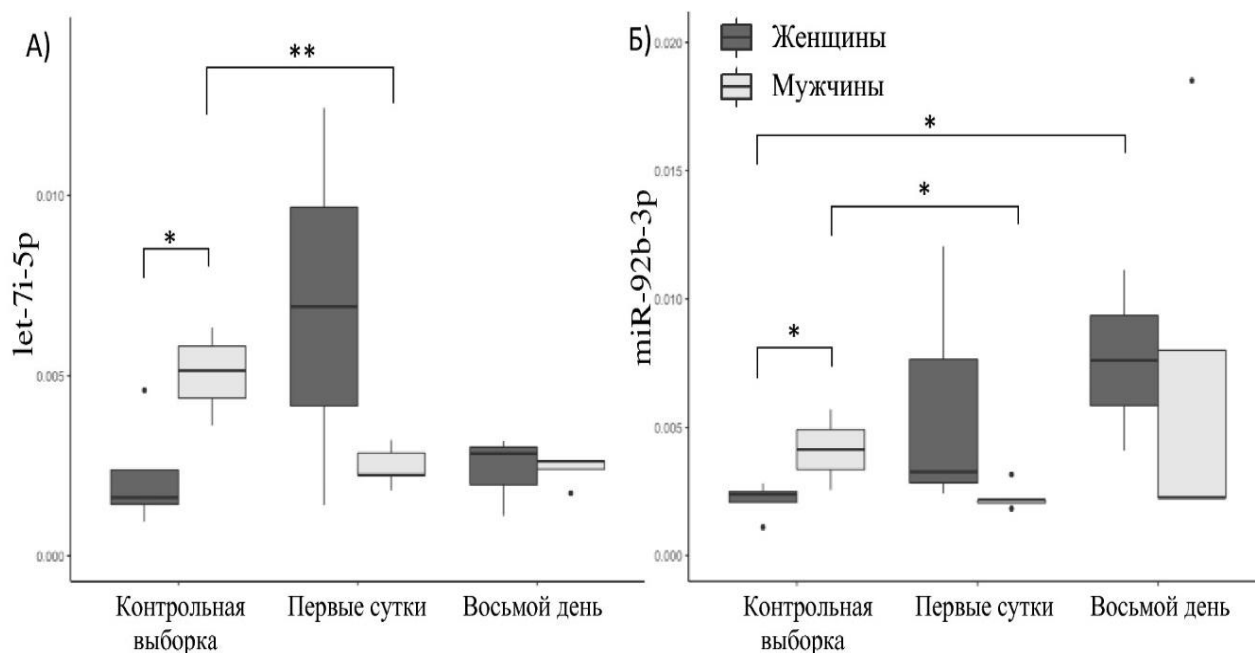 А)
**
*
0.010
0.005
0.000
let-7i-5p
Контрольная
выборка
Первые сутки
Восьмой день
Б)
Женщины
Мужчины
*
*
*
0.020
0.015
0.010
0.005
0.000
miR-92b-3p
Контрольная
выборка
Первые сутки
Восьмой день